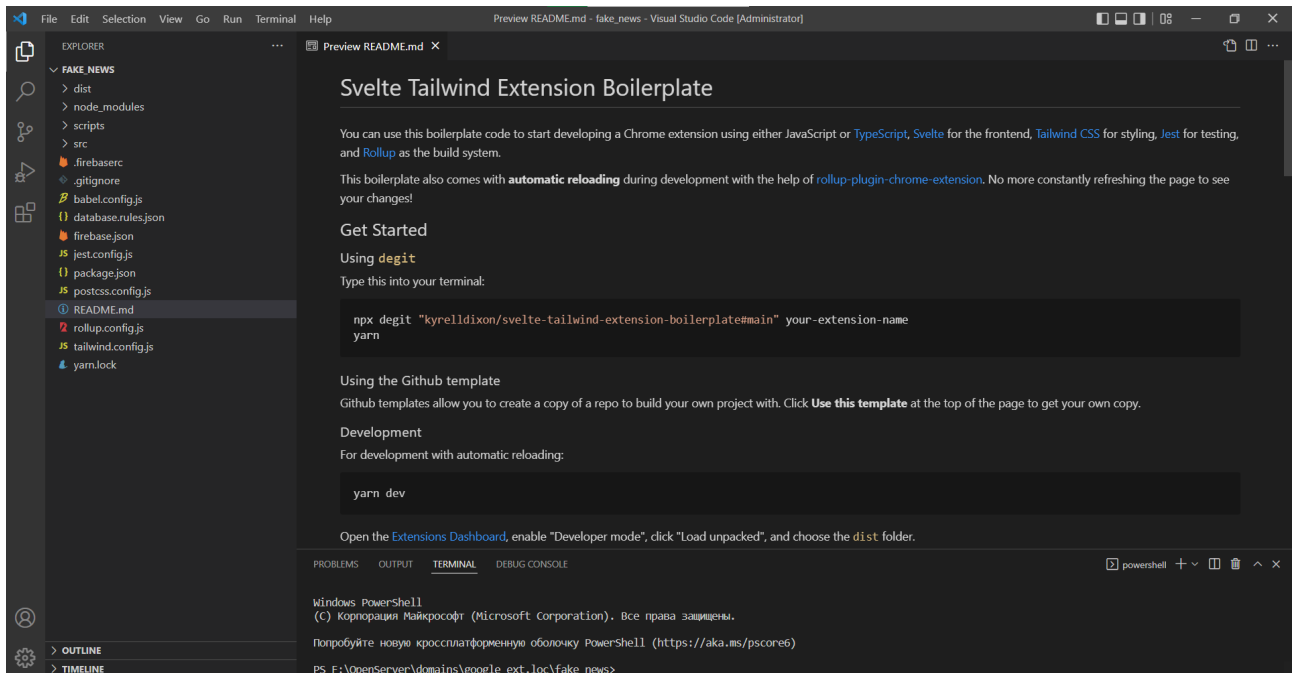 File Edit Selection View Go Run Terminal Help
Preview README.md - fake_news - Visual Studio Code [Administrator]
EXPLORER
FAKE_NEWS
dist
node_modules
scripts
src
.firebaserc
.gitignore
babel.config.js
database.rules.json
firebase.json
JS jest.config.js
package.json
JS postcss.config.js
README.md
rollup.config.js
JS tailwind.config.js
yarn.lock
OUTLINE
TIMELINE
Preview README.md
Svelte Tailwind Extension Boilerplate
You can use this boilerplate code to start developing a Chrome extension using either JavaScript or TypeScript, Svelte for the frontend, Tailwind CSS for styling, Jest for testing,
and Rollup as the build system.
This boilerplate also comes with automatic reloading during development with the help of rollup-plugin-chrome-extension. No more constantly refreshing the page to see
your changes!
Get Started
Using degit
Type this into your terminal:
npx degit "kyrelldixon/svelte-tailwind-extension-boilerplate#main" your-extension-name
yarn
Using the Github template
Github templates allow you to create a copy of a repo to build your own project with. Click Use this template at the top of the page to get your own copy.
Development
For development with automatic reloading:
yarn dev
Open the Extensions Dashboard, enable "Developer mode", click "Load unpacked", and choose the dist folder.
PROBLEMS OUTPUT TERMINAL DEBUG CONSOLE
powershell
Windows PowerShell
(C) Корпорация Майкрософт (Microsoft Corporation). Все права защищены.
Попробуйте новую кроссплатформенную оболочку PowerShell (https://aka.ms/pscore6)
PS F:\OpenServer\domains\google_ext.loc\fake_news>